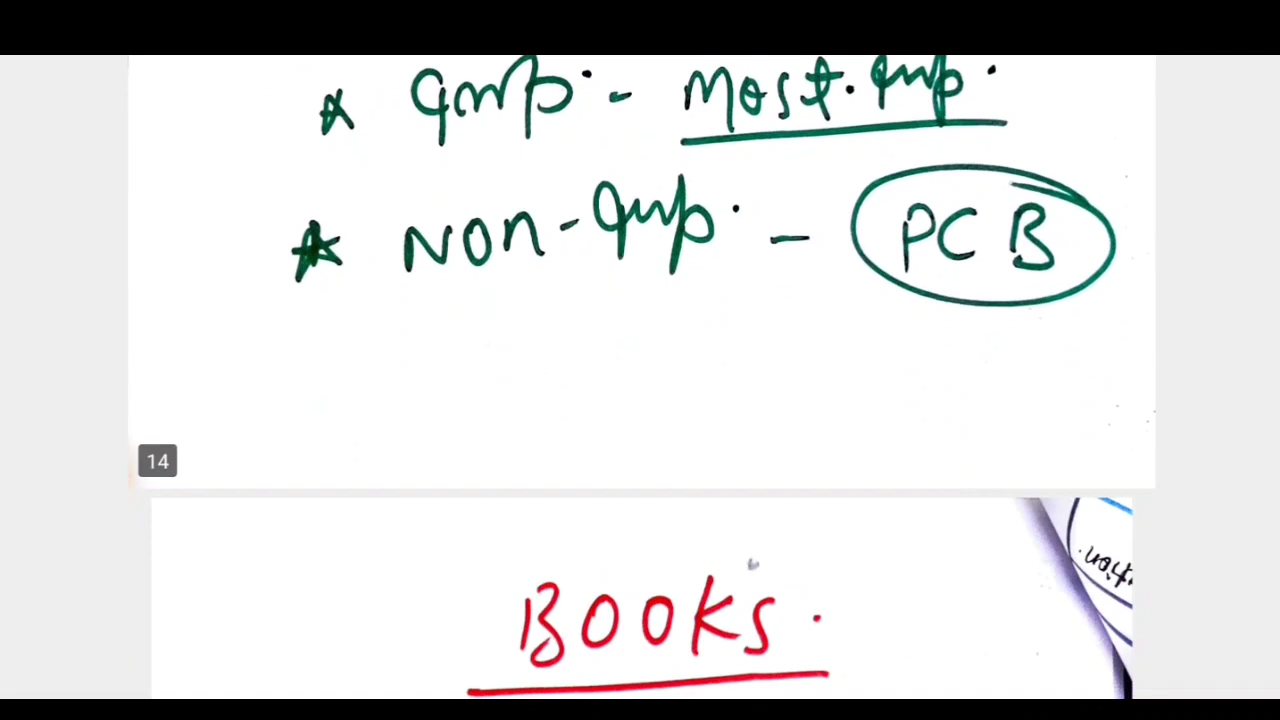 ★ Imp. - Most. Imp.
★ Non-Imp. - PCB
14
BOOKS.